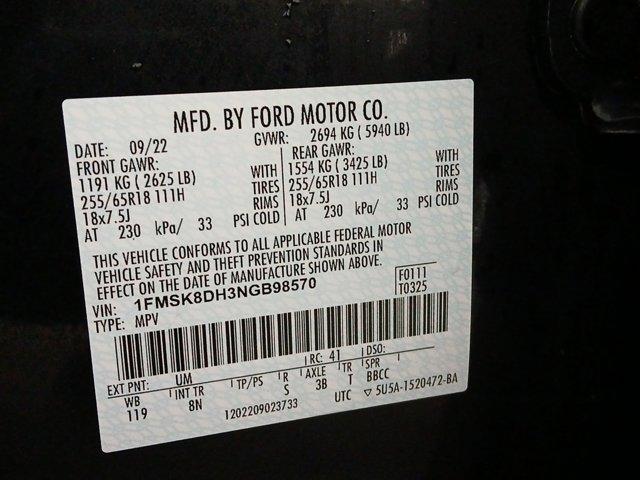 MFD. BY FORD MOTOR CO.
DATE: 09/22 GVWR: 2694 KG ( 5940 LB)
FRONT GAWR: REAR GAWR:
1191 KG ( 2625 LB) WITH 1554 KG ( 3425 LB) WITH
255/65R18 111H TIRES 255/65R18 111H TIRES
18x7.5J RIMS 18x7.5J RIMS
AT 230 kPa/ 33 PSI COLD AT 230 kPa/ 33 PSI COLD
THIS VEHICLE CONFORMS TO ALL APPLICABLE FEDERAL MOTOR
VEHICLE SAFETY AND THEFT PREVENTION STANDARDS IN
EFFECT ON THE DATE OF MANUFACTURE SHOWN ABOVE.
VIN: 1FMSK8DH3NGB98570 F0111
TYPE: MPV T0325
EXT PNT: UM RC: 41 DSO:
WB INT TR TP/PS R AXLE TR SPR
119 8N S 3B T BBCC
1202209023733 UTC ▽ 5U5A-1520472-BA